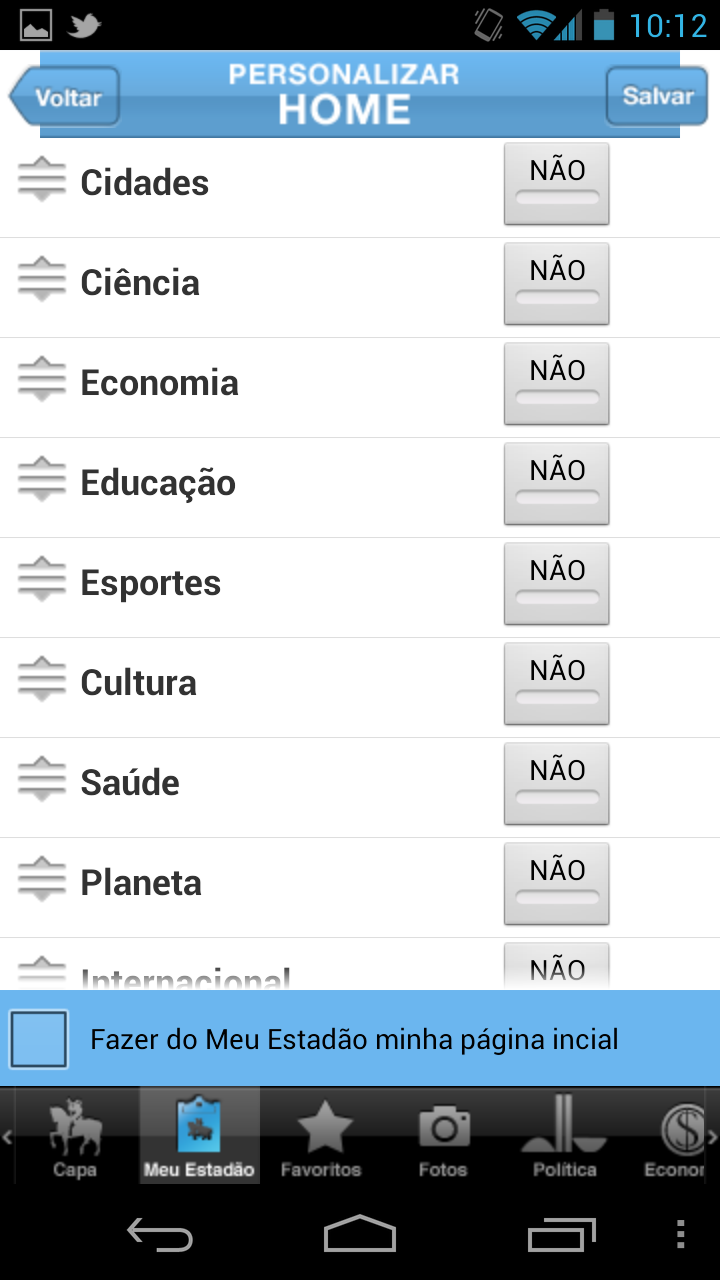 10:12
Voltar
PERSONALIZAR
HOME
Salvar
Cidades
NÃO
Ciência
NÃO
Economia
NÃO
Educação
NÃO
Esportes
NÃO
Cultura
NÃO
Saúde
NÃO
Planeta
NÃO
Internacional
NÃO
Fazer do Meu Estadão minha página incial
Capa
Meu Estadão
Favoritos
Fotos
Política
Econor